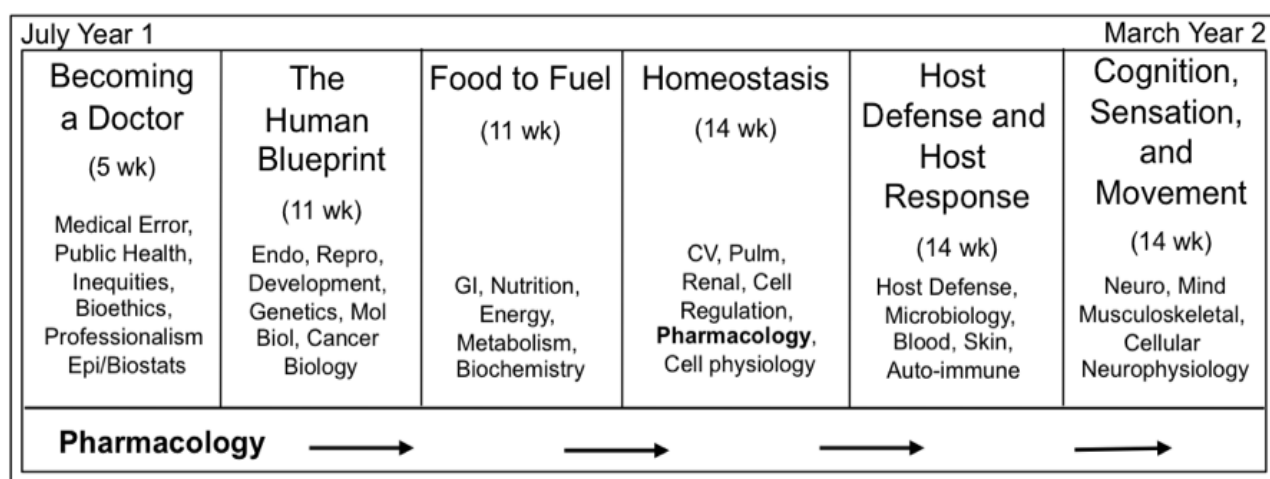 July Year 1
March Year 2
Becoming
a Doctor
(5 wk)
Medical Error,
Public Health,
Inequities,
Bioethics,
Professionalism
Epi/Biostats
The
Human
Blueprint
(11 wk)
Endo, Repro,
Development,
Genetics, Mol
Biol, Cancer
Biology
Food to Fuel
(11 wk)
GI, Nutrition,
Energy,
Metabolism,
Biochemistry
Homeostasis
(14 wk)
CV, Pulm,
Renal, Cell
Regulation,
Pharmacology,
Cell physiology
Host
Defense and
Host
Response
(14 wk)
Host Defense,
Microbiology,
Blood, Skin,
Auto-immune
Cognition,
Sensation,
and
Movement
(14 wk)
Neuro, Mind
Musculoskeletal,
Cellular
Neurophysiology
Pharmacology